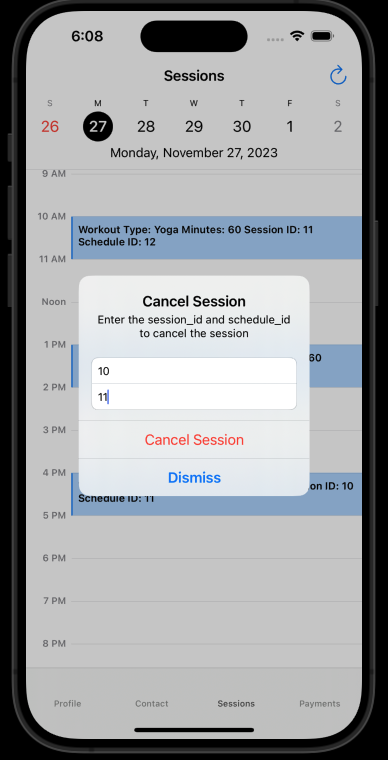 6:08
Sessions
S M T W T F S
26 27 28 29 30 1 2
Monday, November 27, 2023
9 AM
10 AM
Workout Type: Yoga Minutes: 60 Session ID: 11
Schedule ID: 12
11 AM
Noon
Cancel Session
Enter the session_id and schedule_id
to cancel the session
1 PM
60
10
2 PM
11
3 PM
Cancel Session
4 PM
Dismiss
on ID: 10
Schedule ID: 11
5 PM
6 PM
7 PM
8 PM
Profile Contact Sessions Payments